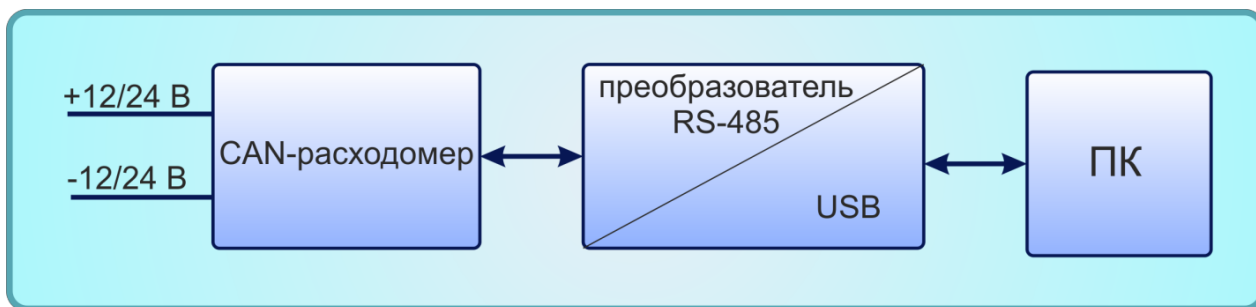 +12/24 В
-12/24 В
CAN-расходомер
преобразователь
RS-485
USB
ПК